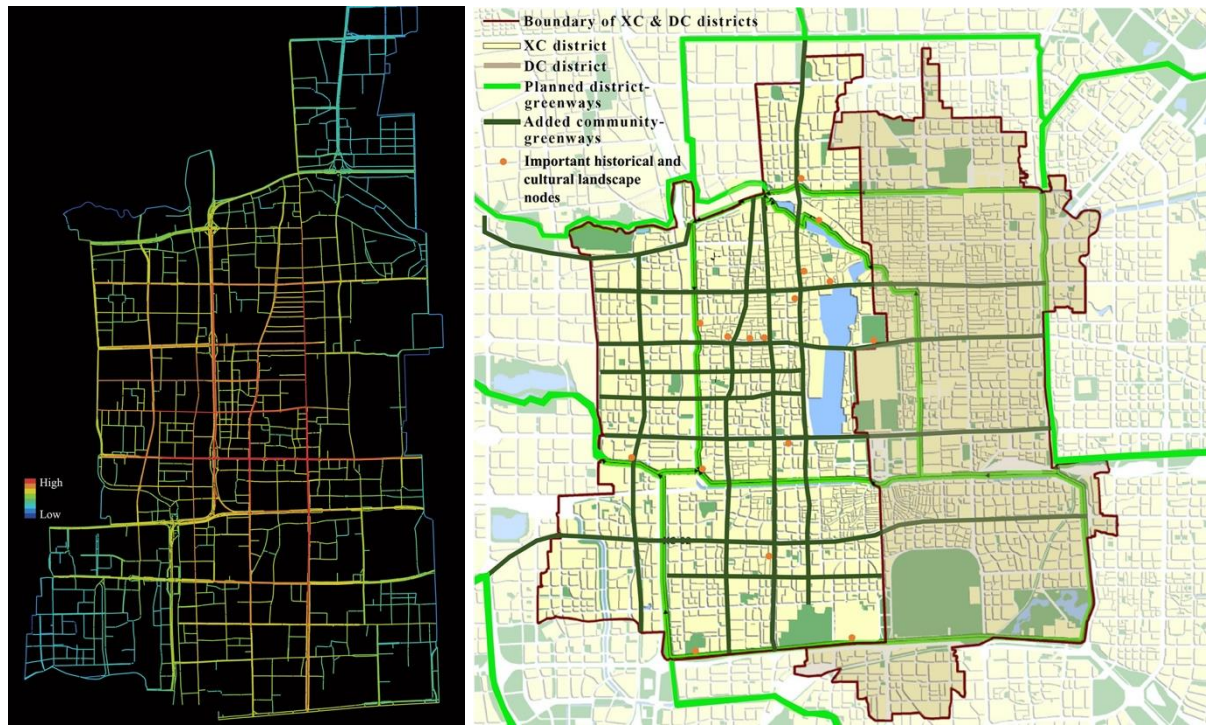 High
Low
Boundary of XC & DC districts
XC district
DC district
Planned district-
greenways
Added community-
greenways
Important historical and
cultural landscape
nodes